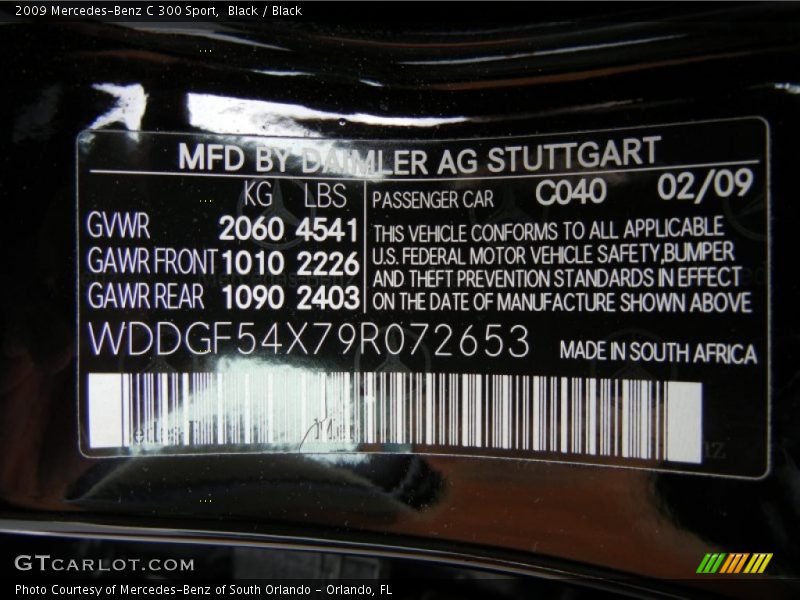 2009 Mercedes-Benz C 300 Sport,  Black / Black
MFD BY DAIMLER AG STUTTGART
KG LBS
GVWR 2060 4541
GAWR FRONT 1010 2226
GAWR REAR 1090 2403
PASSENGER CAR C040 02/09
THIS VEHICLE CONFORMS TO ALL APPLICABLE
U.S. FEDERAL MOTOR VEHICLE SAFETY,BUMPER
AND THEFT PREVENTION STANDARDS IN EFFECT
ON THE DATE OF MANUFACTURE SHOWN ABOVE
WDDGF54X79R072653 MADE IN SOUTH AFRICA
GTCARLOT.COM
Photo Courtesy of Mercedes-Benz of South Orlando - Orlando, FL